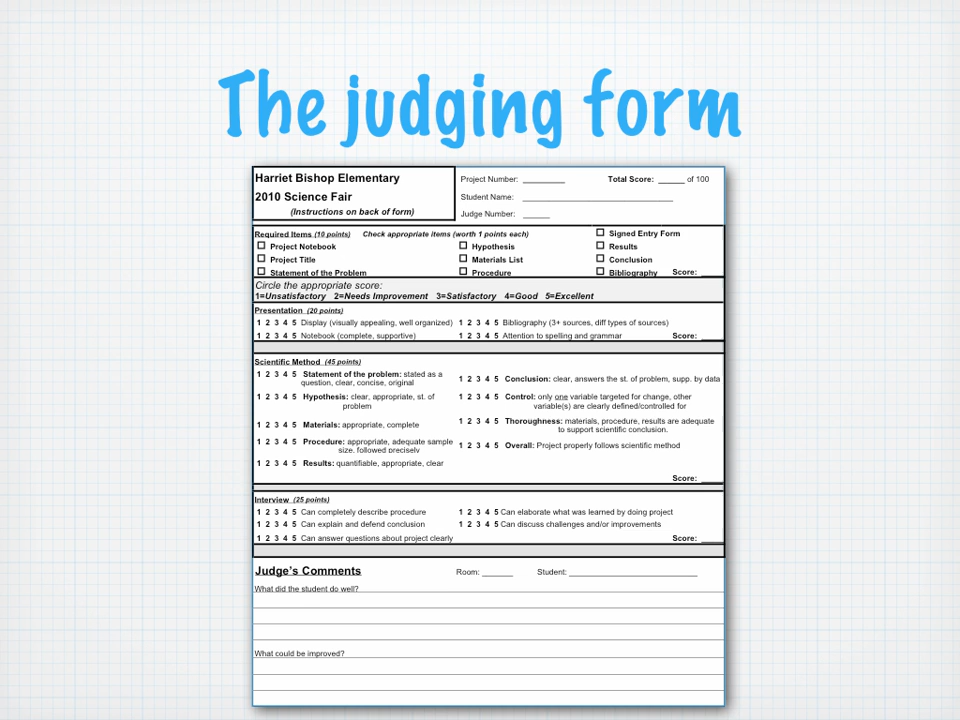 The judging form
Harriet Bishop Elementary
2010 Science Fair
(Instructions on back of form)
Project Number: _________ Total Score: ______ of 100
Student Name: ________________________________
Judge Number: ______
Required Items (10 points) Check appropriate items (worth 1 points each)
Signed Entry Form
Project Notebook Hypothesis Results
Project Title Materials List Conclusion
Statement of the Problem Procedure Bibliography Score: ____
Circle the appropriate score:
1=Unsatisfactory 2=Needs Improvement 3=Satisfactory 4=Good 5=Excellent
Presentation (20 points)
1 2 3 4 5 Display (visually appealing, well organized) 1 2 3 4 5 Bibliography (3+ sources, diff types of sources)
1 2 3 4 5 Notebook (complete, supportive) 1 2 3 4 5 Attention to spelling and grammar Score: ____
Scientific Method (45 points)
1 2 3 4 5 Statement of the problem: stated as a
question, clear, concise, original
1 2 3 4 5 Conclusion: clear, answers the st. of problem, supp. by data
1 2 3 4 5 Hypothesis: clear, appropriate, st. of
problem
1 2 3 4 5 Control: only one variable targeted for change, other
variable(s) are clearly defined/controlled for
1 2 3 4 5 Materials: appropriate, complete
1 2 3 4 5 Thoroughness: materials, procedure, results are adequate
to support scientific conclusion.
1 2 3 4 5 Procedure: appropriate, adequate sample
size, followed precisely
1 2 3 4 5 Overall: Project properly follows scientific method
1 2 3 4 5 Results: quantifiable, appropriate, clear
Score: ____
Interview (25 points)
1 2 3 4 5 Can completely describe procedure 1 2 3 4 5 Can elaborate what was learned by doing project
1 2 3 4 5 Can explain and defend conclusion 1 2 3 4 5 Can discuss challenges and/or improvements
1 2 3 4 5 Can answer questions about project clearly Score: ____
Judge's Comments Room: _______ Student: _____________________________
What did the student do well?
What could be improved?